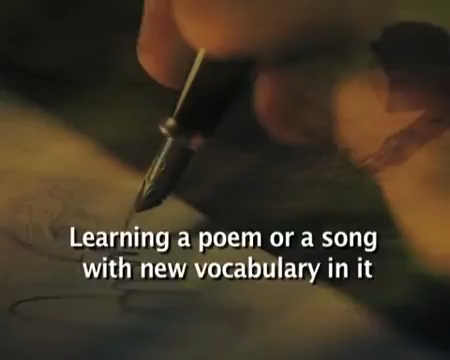 Learning a poem or a song
with new vocabulary in it